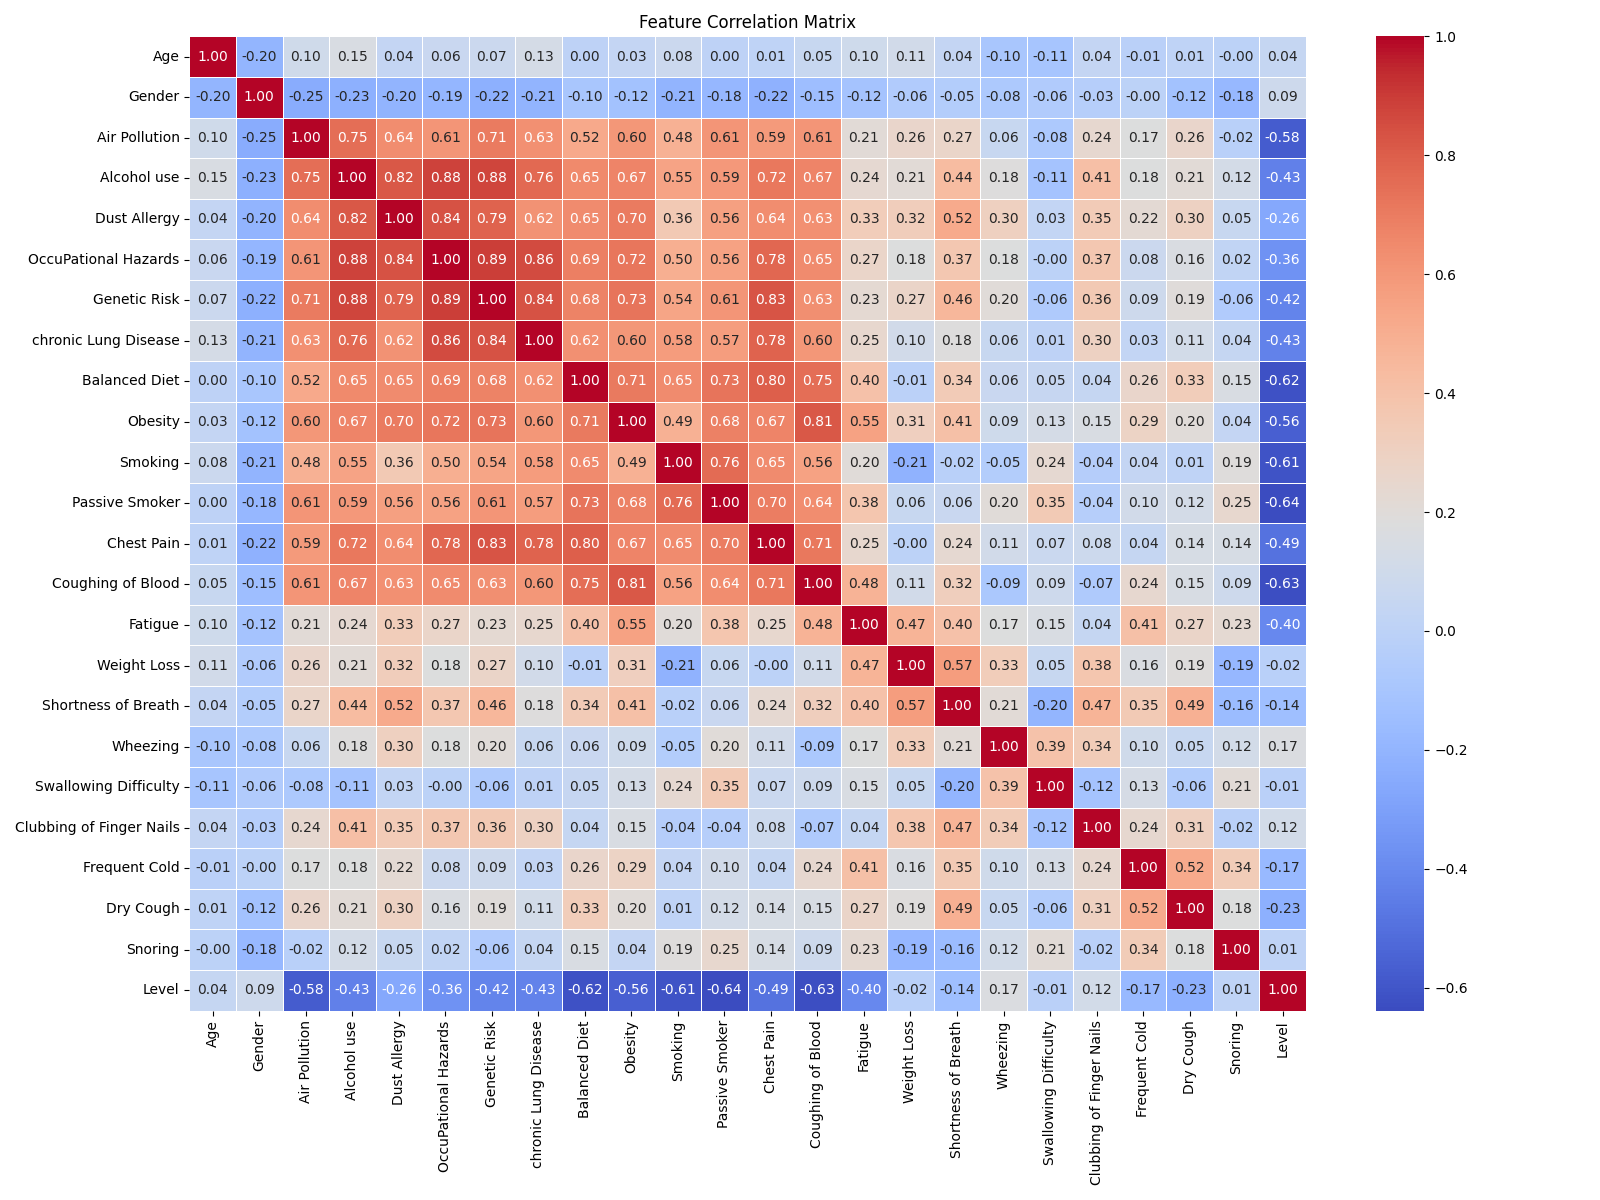 Feature Correlation Matrix
Age 1.00 -0.20 0.10 0.15 0.04 0.06 0.07 0.13 0.00 0.03 0.08 0.00 0.01 0.05 0.10 0.11 0.04 -0.10 -0.11 0.04 -0.01 0.01 -0.00 0.04
Gender -0.20 1.00 -0.25 -0.23 -0.20 -0.19 -0.22 -0.21 -0.10 -0.12 -0.21 -0.18 -0.22 -0.15 -0.12 -0.06 -0.05 -0.08 -0.06 -0.03 -0.00 -0.12 -0.18 0.09
Air Pollution 0.10 -0.25 1.00 0.75 0.64 0.61 0.71 0.63 0.52 0.60 0.48 0.61 0.59 0.61 0.21 0.26 0.27 0.06 -0.08 0.24 0.17 0.26 -0.02 -0.58
Alcohol use 0.15 -0.23 0.75 1.00 0.82 0.88 0.88 0.76 0.65 0.67 0.55 0.59 0.72 0.67 0.24 0.21 0.44 0.18 -0.11 0.41 0.18 0.21 0.12 -0.43
Dust Allergy 0.04 -0.20 0.64 0.82 1.00 0.84 0.79 0.62 0.65 0.70 0.36 0.56 0.64 0.63 0.33 0.32 0.52 0.30 0.03 0.35 0.22 0.30 0.05 -0.26
OccuPational Hazards 0.06 -0.19 0.61 0.88 0.84 1.00 0.89 0.86 0.69 0.72 0.50 0.56 0.78 0.65 0.27 0.18 0.37 0.18 -0.00 0.37 0.08 0.16 0.02 -0.36
Genetic Risk 0.07 -0.22 0.71 0.88 0.79 0.89 1.00 0.84 0.68 0.73 0.54 0.61 0.83 0.63 0.23 0.27 0.46 0.20 -0.06 0.36 0.09 0.19 -0.06 -0.42
chronic Lung Disease 0.13 -0.21 0.63 0.76 0.62 0.86 0.84 1.00 0.62 0.60 0.58 0.57 0.78 0.60 0.25 0.10 0.18 0.06 0.01 0.30 0.03 0.11 0.04 -0.43
Balanced Diet 0.00 -0.10 0.52 0.65 0.65 0.69 0.68 0.62 1.00 0.71 0.65 0.73 0.80 0.75 0.40 -0.01 0.34 0.06 0.05 0.04 0.26 0.33 0.15 -0.62
Obesity 0.03 -0.12 0.60 0.67 0.70 0.72 0.73 0.60 0.71 1.00 0.49 0.68 0.67 0.81 0.55 0.31 0.41 0.09 0.13 0.15 0.29 0.20 0.04 -0.56
Smoking 0.08 -0.21 0.48 0.55 0.36 0.50 0.54 0.58 0.65 0.49 1.00 0.76 0.65 0.56 0.20 -0.21 -0.02 -0.05 0.24 -0.04 0.04 0.01 0.19 -0.61
Passive Smoker 0.00 -0.18 0.61 0.59 0.56 0.56 0.61 0.57 0.73 0.68 0.76 1.00 0.70 0.64 0.38 0.06 0.06 0.20 0.35 -0.04 0.10 0.12 0.25 -0.64
Chest Pain 0.01 -0.22 0.59 0.72 0.64 0.78 0.83 0.78 0.80 0.67 0.65 0.70 1.00 0.71 0.25 -0.00 0.24 0.11 0.07 0.08 0.04 0.14 0.14 -0.49
Coughing of Blood 0.05 -0.15 0.61 0.67 0.63 0.65 0.63 0.60 0.75 0.81 0.56 0.64 0.71 1.00 0.48 0.11 0.32 -0.09 0.09 -0.07 0.24 0.15 0.09 -0.63
Fatigue 0.10 -0.12 0.21 0.24 0.33 0.27 0.23 0.25 0.40 0.55 0.20 0.38 0.25 0.48 1.00 0.47 0.40 0.17 0.15 0.04 0.41 0.27 0.23 -0.40
Weight Loss 0.11 -0.06 0.26 0.21 0.32 0.18 0.27 0.10 -0.01 0.31 -0.21 0.06 -0.00 0.11 0.47 1.00 0.57 0.33 0.05 0.38 0.16 0.19 -0.19 -0.02
Shortness of Breath 0.04 -0.05 0.27 0.44 0.52 0.37 0.46 0.18 0.34 0.41 -0.02 0.06 0.24 0.32 0.40 0.57 1.00 0.21 -0.20 0.47 0.35 0.49 -0.16 -0.14
Wheezing -0.10 -0.08 0.06 0.18 0.30 0.18 0.20 0.06 0.06 0.09 -0.05 0.20 0.11 -0.09 0.17 0.33 0.21 1.00 0.39 0.34 0.10 0.05 0.12 0.17
Swallowing Difficulty -0.11 -0.06 -0.08 -0.11 0.03 -0.00 -0.06 0.01 0.05 0.13 0.24 0.35 0.07 0.09 0.15 0.05 -0.20 0.39 1.00 -0.12 0.13 -0.06 0.21 -0.01
Clubbing of Finger Nails 0.04 -0.03 0.24 0.41 0.35 0.37 0.36 0.30 0.04 0.15 -0.04 -0.04 0.08 -0.07 0.04 0.38 0.47 0.34 -0.12 1.00 0.24 0.31 -0.02 0.12
Frequent Cold -0.01 -0.00 0.17 0.18 0.22 0.08 0.09 0.03 0.26 0.29 0.04 0.10 0.04 0.24 0.41 0.16 0.35 0.10 0.13 0.24 1.00 0.52 0.34 -0.17
Dry Cough 0.01 -0.12 0.26 0.21 0.30 0.16 0.19 0.11 0.33 0.20 0.01 0.12 0.14 0.15 0.27 0.19 0.49 0.05 -0.06 0.31 0.52 1.00 0.18 -0.23
Snoring -0.00 -0.18 -0.02 0.12 0.05 0.02 -0.06 0.04 0.15 0.04 0.19 0.25 0.14 0.09 0.23 -0.19 -0.16 0.12 0.21 -0.02 0.34 0.18 1.00 0.01
Level 0.04 0.09 -0.58 -0.43 -0.26 -0.36 -0.42 -0.43 -0.62 -0.56 -0.61 -0.64 -0.49 -0.63 -0.40 -0.02 -0.14 0.17 -0.01 0.12 -0.17 -0.23 0.01 1.00
Age
Gender
Air Pollution
Alcohol use
Dust Allergy
OccuPational Hazards
Genetic Risk
chronic Lung Disease
Balanced Diet
Obesity
Smoking
Passive Smoker
Chest Pain
Coughing of Blood
Fatigue
Weight Loss
Shortness of Breath
Wheezing
Swallowing Difficulty
Clubbing of Finger Nails
Frequent Cold
Dry Cough
Snoring
Level
1.0
0.8
0.6
0.4
0.2
0.0
−0.2
−0.4
−0.6